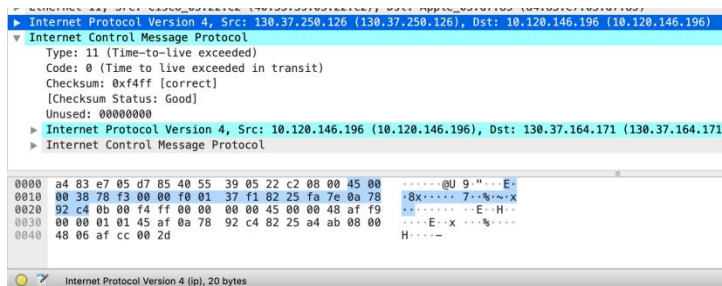 Internet Protocol Version 4, Src: 130.37.250.126 (130.37.250.126), Dst: 10.120.146.196 (10.120.146.196)
Internet Control Message Protocol
Type: 11 (Time-to-live exceeded)
Code: 0 (Time to live exceeded in transit)
Checksum: 0xf4ff [correct]
[Checksum Status: Good]
Unused: 00000000
Internet Protocol Version 4, Src: 10.120.146.196 (10.120.146.196), Dst: 130.37.164.171 (130.37.164.171
Internet Control Message Protocol
0000 a4 83 e7 05 d7 85 40 55 39 05 22 c2 08 00 45 00 ······@U 9·"···E·
0010 00 38 78 f3 00 00 f0 01 37 f1 82 25 fa 7e 0a 78 ·8x····· 7··%·~·x
0020 92 c4 0b 00 f4 ff 00 00 00 00 45 00 00 48 af f9 ········ ··E··H··
0030 00 00 01 01 45 af 0a 78 92 c4 82 25 a4 ab 08 00 ····E··x ···%····
0040 48 06 af cc 00 2d H····-
Internet Protocol Version 4 (ip), 20 bytes